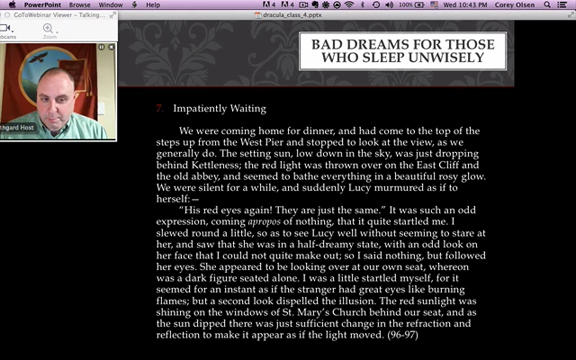 GoToWebinar File Edit View Window Help
100%
Wed 10:43 PM Corey Olsen
GoToWebinar Viewer – Talking...
dracula_class_4.pptx
Zoom
thgard Host
BAD DREAMS FOR THOSE
WHO SLEEP UNWISELY
7. Impatiently Waiting
We were coming home for dinner, and had come to the top of the
steps up from the West Pier and stopped to look at the view, as we
generally do. The setting sun, low down in the sky, was just dropping
behind Kettleness; the red light was thrown over on the East Cliff and
the old abbey, and seemed to bathe everything in a beautiful rosy glow.
We were silent for a while, and suddenly Lucy murmured as if to
herself:—
"His red eyes again! They are just the same." It was such an odd
expression, coming apropos of nothing, that it quite startled me. I
slewed round a little, so as to see Lucy well without seeming to stare at
her, and saw that she was in a half-dreamy state, with an odd look on
her face that I could not quite make out; so I said nothing, but followed
her eyes. She appeared to be looking over at our own seat, whereon
was a dark figure seated alone. I was a little startled myself, for it
seemed for an instant as if the stranger had great eyes like burning
flames; but a second look dispelled the illusion. The red sunlight was
shining on the windows of St. Mary's Church behind our seat, and as
the sun dipped there was just sufficient change in the refraction and
reflection to make it appear as if the light moved. (96-97)